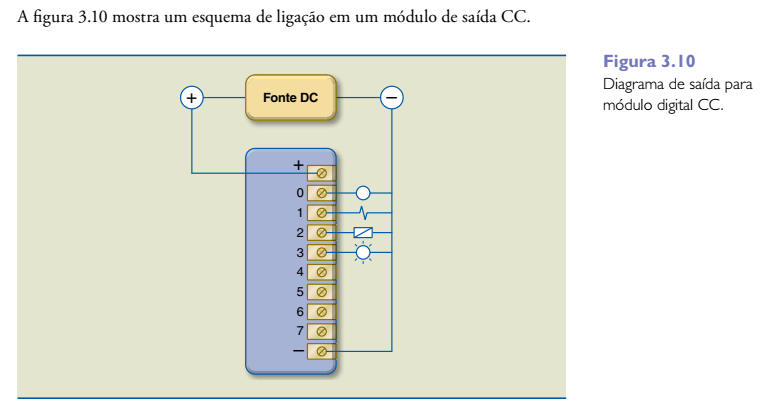 A figura 3.10 mostra um esquema de ligação em um módulo de saída CC.
Figura 3.10
Diagrama de saída para
módulo digital CC.
+
Fonte DC
−
+
0
1
2
3
4
5
6
7
−